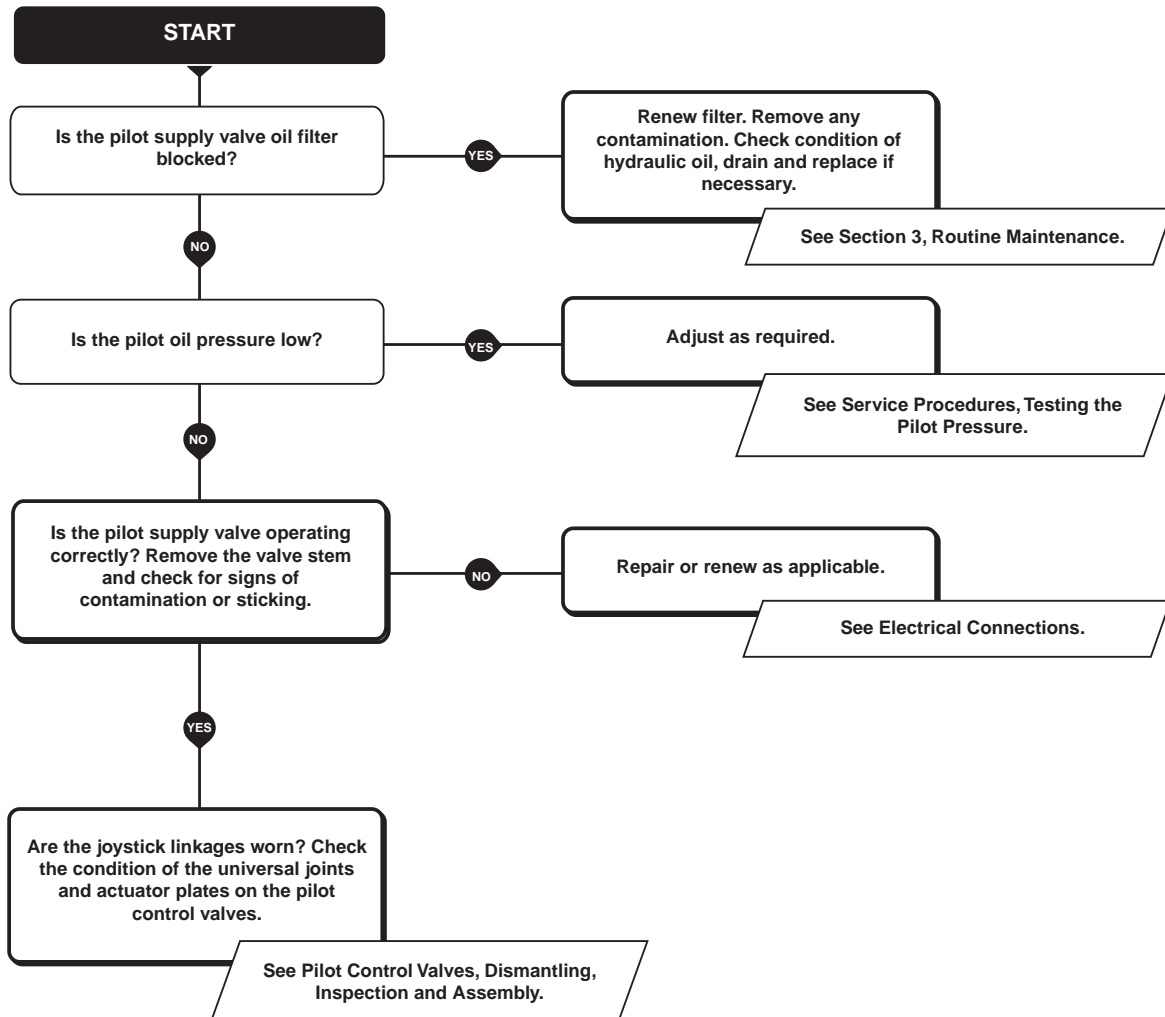 START
Is the pilot supply valve oil filter
blocked?
YES
Renew filter. Remove any
contamination. Check condition of
hydraulic oil, drain and replace if
necessary.
See Section 3, Routine Maintenance.
NO
Is the pilot oil pressure low?
YES
Adjust as required.
See Service Procedures, Testing the
Pilot Pressure.
NO
Is the pilot supply valve operating
correctly? Remove the valve stem
and check for signs of
contamination or sticking.
NO
Repair or renew as applicable.
See Electrical Connections.
YES
Are the joystick linkages worn? Check
the condition of the universal joints
and actuator plates on the pilot
control valves.
See Pilot Control Valves, Dismantling,
Inspection and Assembly.